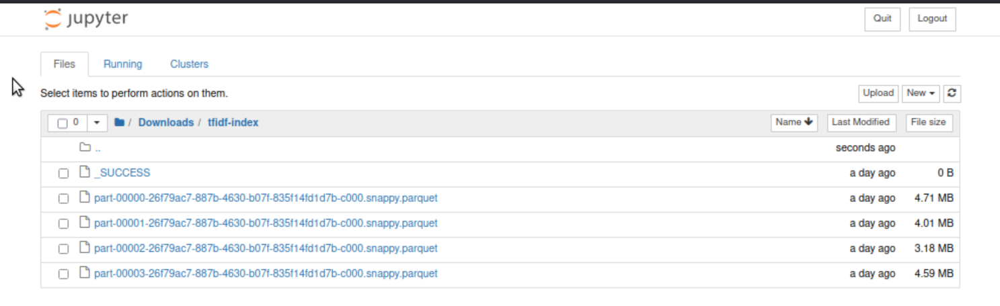 jupyter
Quit Logout
Files Running Clusters
Select items to perform actions on them.
Upload New
0 / Downloads / tfidf-index Name Last Modified File size
.. seconds ago
_SUCCESS a day ago 0 B
part-00000-26f79ac7-887b-4630-b07f-835f14fd1d7b-c000.snappy.parquet a day ago 4.71 MB
part-00001-26f79ac7-887b-4630-b07f-835f14fd1d7b-c000.snappy.parquet a day ago 4.01 MB
part-00002-26f79ac7-887b-4630-b07f-835f14fd1d7b-c000.snappy.parquet a day ago 3.18 MB
part-00003-26f79ac7-887b-4630-b07f-835f14fd1d7b-c000.snappy.parquet a day ago 4.59 MB